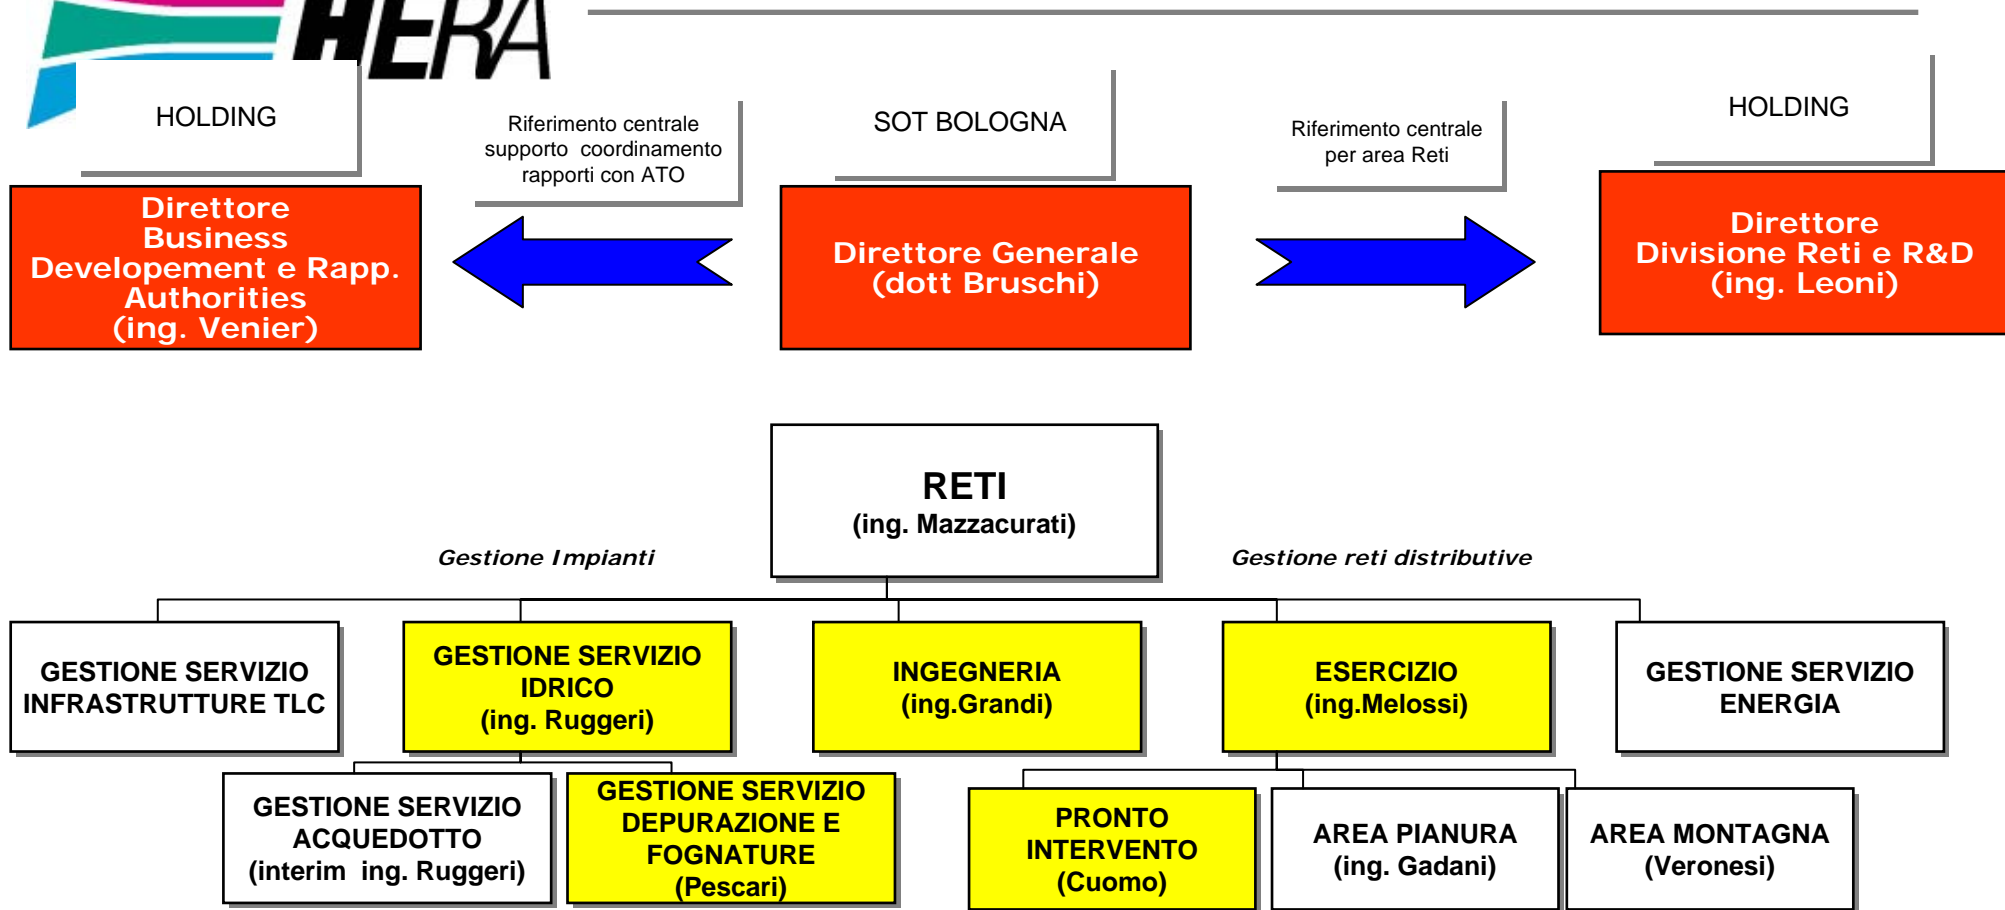 HERA
HOLDING
Riferimento centrale
supporto coordinamento
rapporti con ATO
SOT BOLOGNA
Riferimento centrale
per area Reti
HOLDING
Direttore
Business
Developement e Rapp.
Authorities
(ing. Venier)
Direttore Generale
(dott Bruschi)
Direttore
Divisione Reti e R&D
(ing. Leoni)
RETI
(ing. Mazzacurati)
Gestione Impianti
Gestione reti distributive
GESTIONE SERVIZIO
INFRASTRUTTURE TLC
GESTIONE SERVIZIO
IDRICO
(ing. Ruggeri)
INGEGNERIA
(ing.Grandi)
ESERCIZIO
(ing.Melossi)
GESTIONE SERVIZIO
ENERGIA
GESTIONE SERVIZIO
ACQUEDOTTO
(interim ing. Ruggeri)
GESTIONE SERVIZIO
DEPURAZIONE E
FOGNATURE
(Pescari)
PRONTO
INTERVENTO
(Cuomo)
AREA PIANURA
(ing. Gadani)
AREA MONTAGNA
(Veronesi)